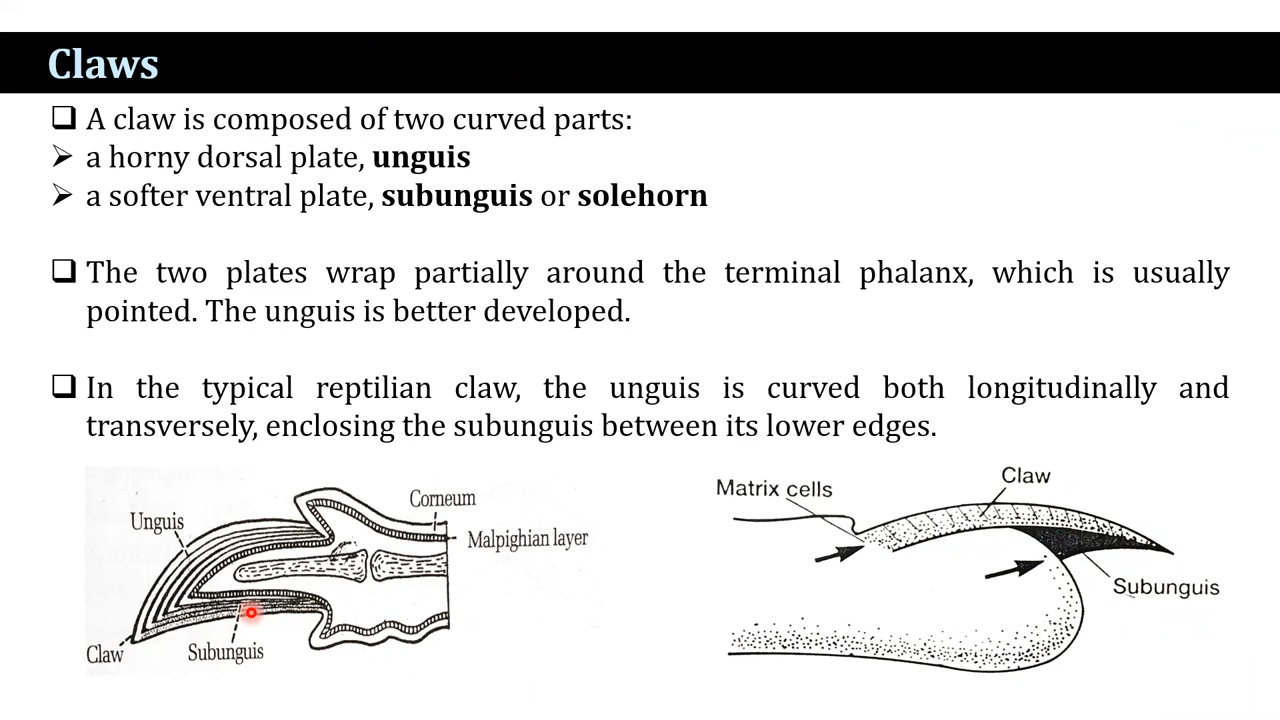 Claws
❑ A claw is composed of two curved parts:
➢ a horny dorsal plate, unguis
➢ a softer ventral plate, subunguis or solehorn
❑ The two plates wrap partially around the terminal phalanx, which is usually
pointed. The unguis is better developed.
❑ In the typical reptilian claw, the unguis is curved both longitudinally and
transversely, enclosing the subunguis between its lower edges.
Unguis
Corneum
Malpighian layer
Claw
Subunguis
Claw
Matrix cells
Subunguis